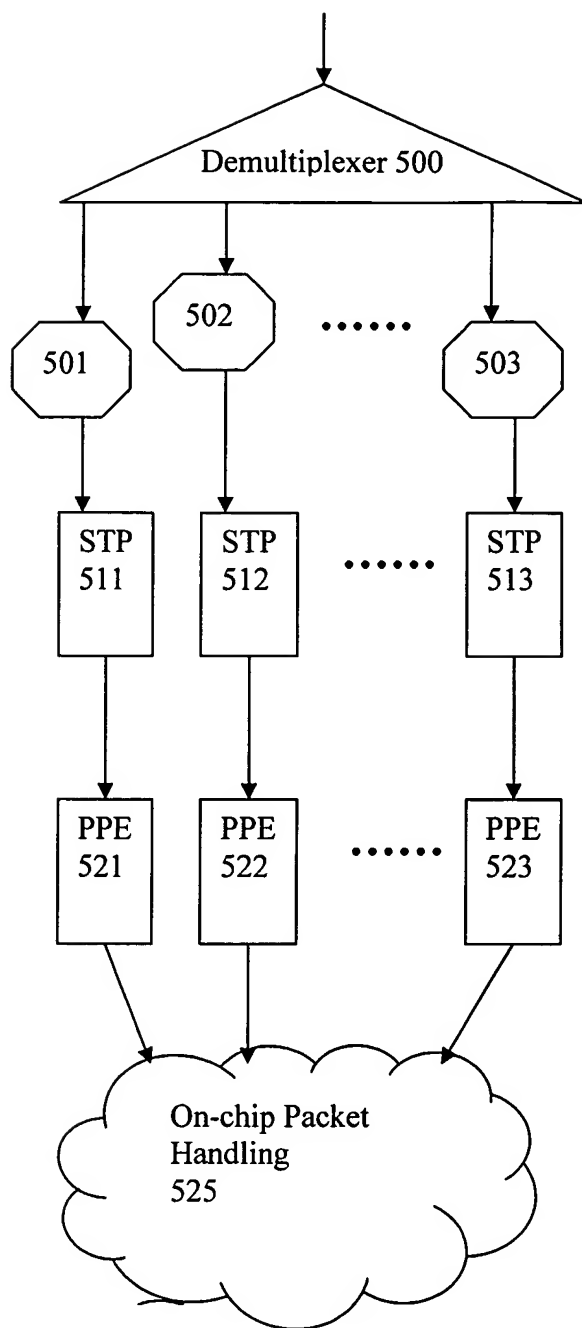 Demultiplexer 500
501
502
503
STP
511
STP
512
STP
513
PPE
521
PPE
522
PPE
523
On-chip Packet
Handling
525